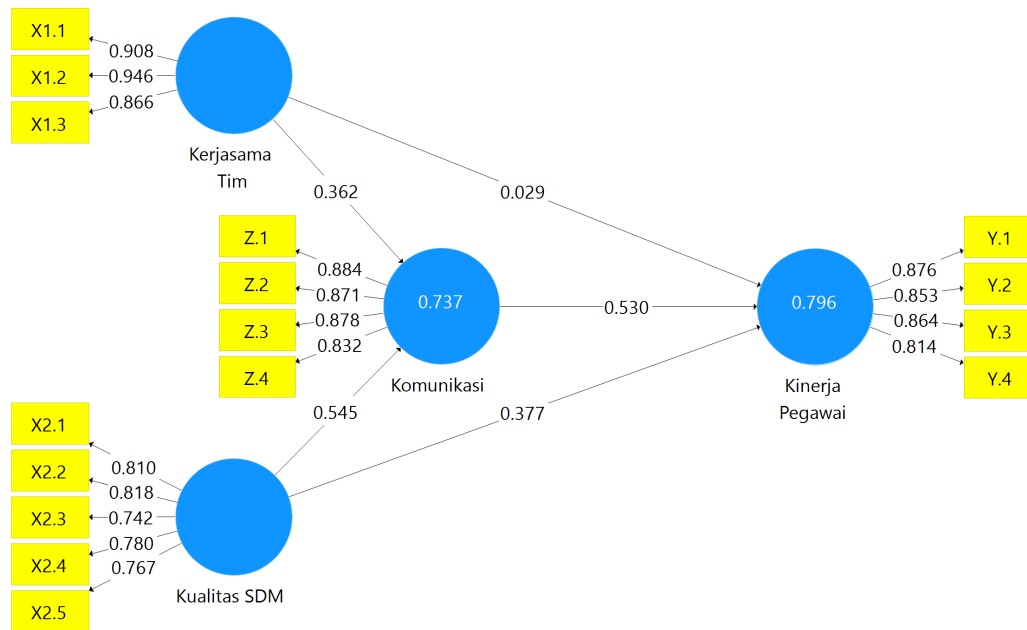 X1.1
0.908
X1.2
0.946
X1.3
0.866
Kerjasama
Tim
0.362
0.029
Z.1
0.884
Z.2
0.871
Z.3
0.878
Z.4
0.832
0.737
Komunikasi
0.530
0.796
Kinerja
Pegawai
Y.1
0.876
Y.2
0.853
Y.3
0.864
Y.4
0.814
0.545
0.377
X2.1
0.810
X2.2
0.818
X2.3
0.742
X2.4
0.780
X2.5
0.767
Kualitas SDM